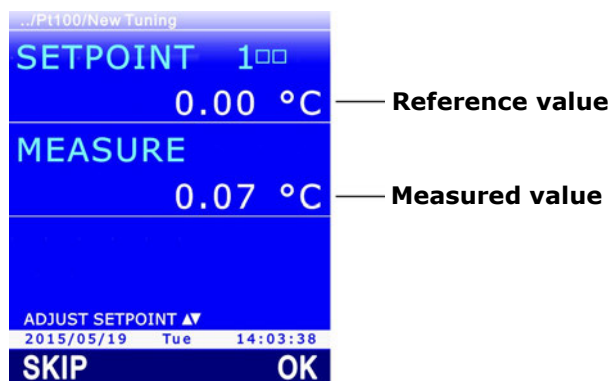 ../Pt100/New Tuning
SETPOINT 1□□
0.00 °C
Reference value
MEASURE
0.07 °C
Measured value
ADJUST SETPOINT ▲▼
2015/05/19 Tue 14:03:38
SKIP OK